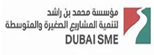 مؤسسة محمد بن راشد
لتنمية المشاريع الصغيرة والمتوسطة
DUBAI SME